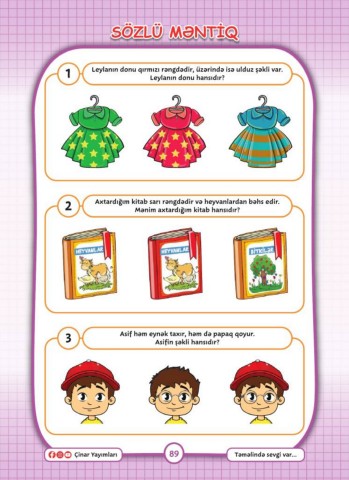 SÖZLÜ MƏNTİQ
1
Leylanın donu qırmızı rəngdədir, üzərində isə ulduz şəkli var.
Leylanın donu hansıdır?
2
Axtardığım kitab sarı rəngdədir və heyvanlardan bəhs edir.
Mənim axtardığım kitab hansıdır?
HEYVANLAR
HEYVANLAR
BİTKİLƏR
3
Asif həm eynək taxır, həm də papaq qoyur.
Asifin şəkli hansıdır?
Çinar Yayımları
89
Təməlində sevgi var...